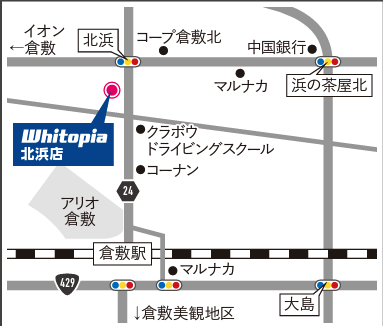 イオン
←倉敷
北浜
コープ倉敷北
中国銀行
マルナカ
浜の茶屋北
Whitopia
北浜店
クラボウ
ドライビングスクール
コーナン
24
アリオ
倉敷
倉敷駅
マルナカ
429
大島
↓倉敷美観地区